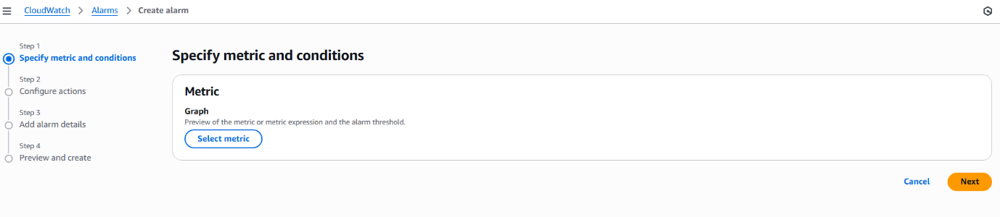 CloudWatch > Alarms > Create alarm
Step 1
Specify metric and conditions
Step 2
Configure actions
Step 3
Add alarm details
Step 4
Preview and create
Specify metric and conditions
Metric
Graph
Preview of the metric or metric expression and the alarm threshold.
Select metric
Cancel Next